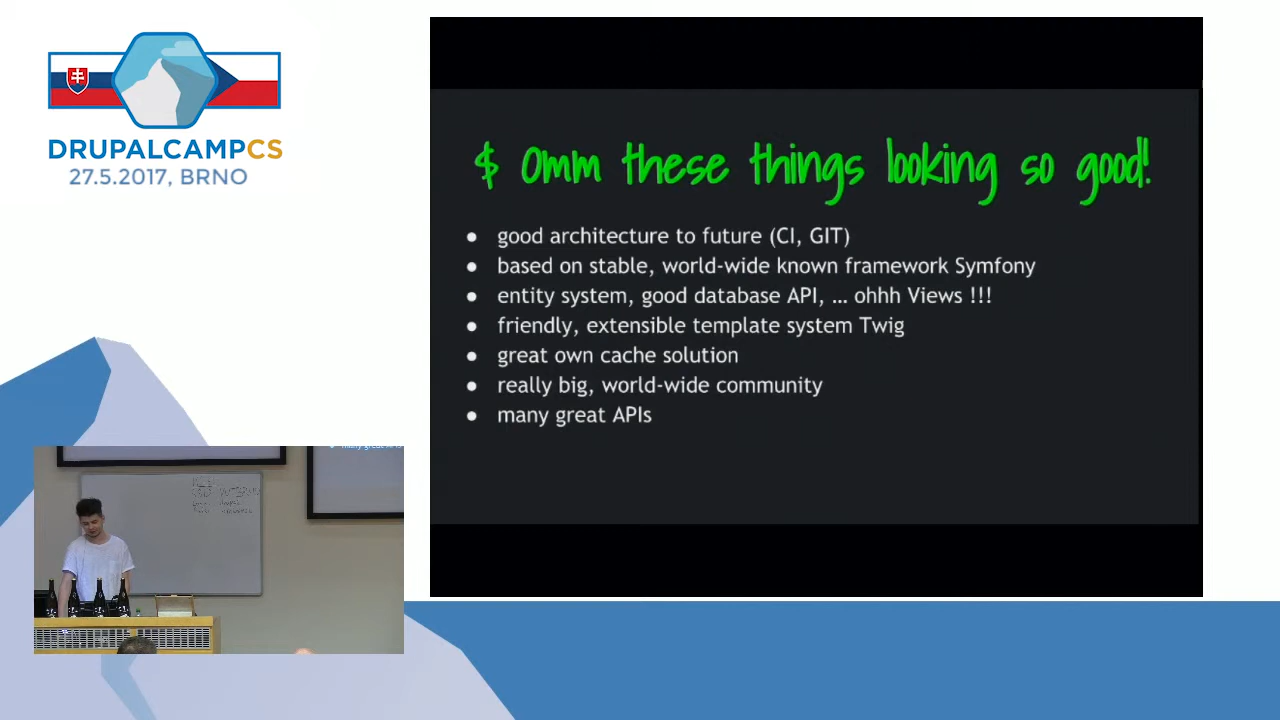 DRUPALCAMPCS
27.5.2017, BRNO
$ Omm these things looking so good!
● good architecture to future (CI, GIT)
● based on stable, world-wide known framework Symfony
● entity system, good database API, … ohhh Views !!!
● friendly, extensible template system Twig
● great own cache solution
● really big, world-wide community
● many great APIs